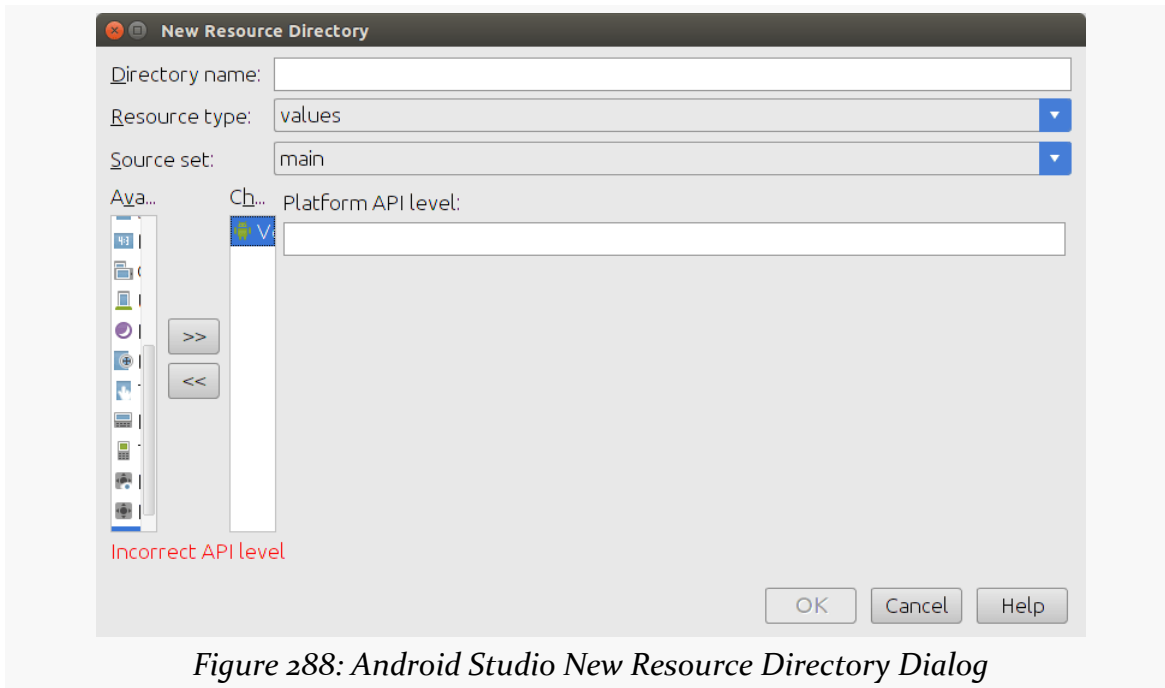 New Resource Directory
Directory name:
Resource type: values
Source set: main
Ava... Ch... Platform API level:
>>
<<
Incorrect API level
OK Cancel Help
Figure 288: Android Studio New Resource Directory Dialog